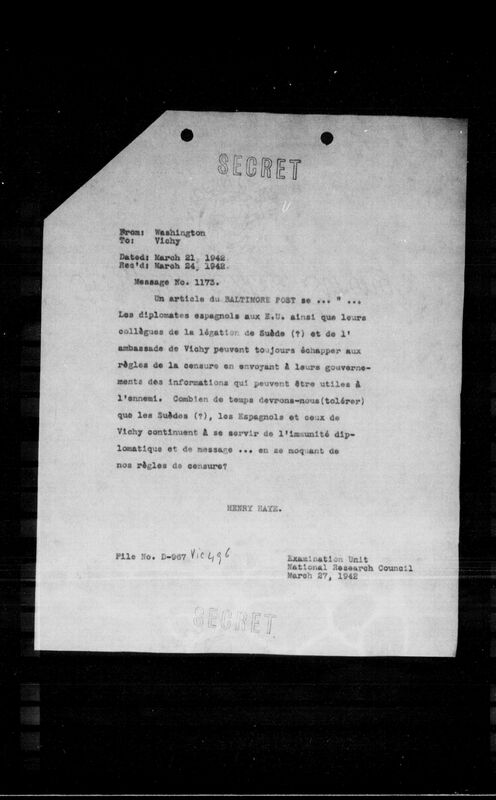 SECRET
From: Washington
To: Vichy
Dated: March 21, 1942
Rec'd: March 24, 1942.
Message No. 1173.
Un article du BALTIMORE POST se ... " ...
Les diplomates espagnols aux E.U. ainsi que leurs
collègues de la légation de Suède (?) et de l'
ambassade de Vichy peuvent toujours échapper aux
règles de la censure en envoyant à leurs gouverne-
ments des informations qui peuvent être utiles à
l'ennemi. Combien de temps devrons-nous(tolérer)
que les Suèdos (?), les Espagnols et ceux de
Vichy continuent à se servir de l'immunité dip-
lomatique et de message ... en se moquant de
nos règles de censure?
HENRY HAYE.
File No. D-967 Vic496
Examination Unit
National Research Council
March 27, 1942
SECRET